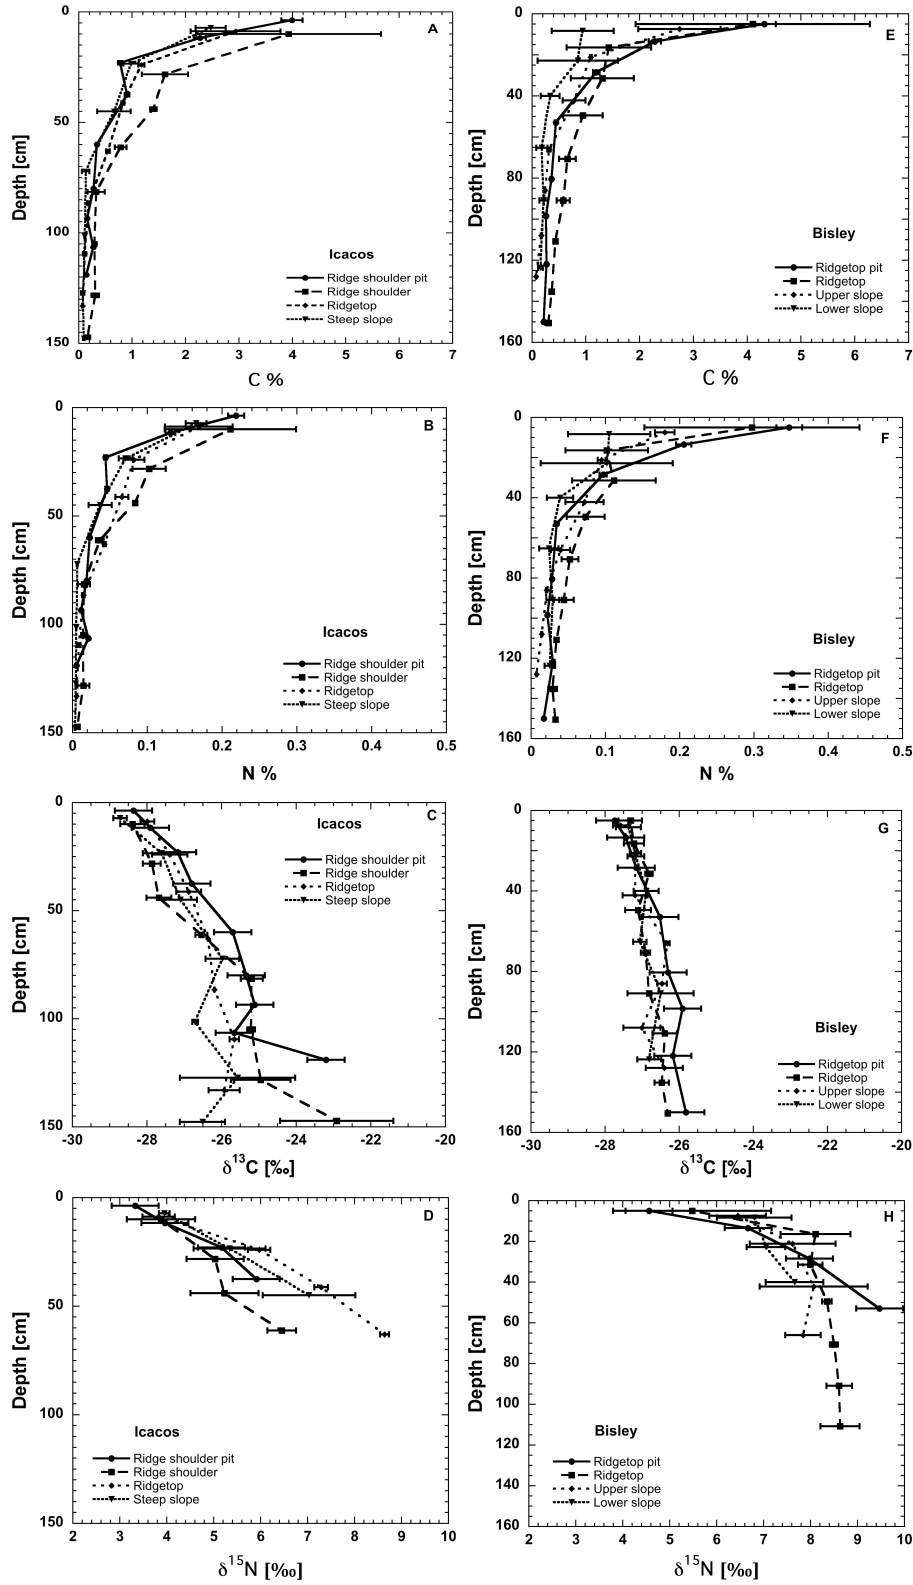 A
0
50
100
150
Depth [cm]
Icacos
Ridge shoulder pit
Ridge shoulder
Ridgetop
Steep slope
0 1 2 3 4 5 6 7
C %
E
0
40
80
120
160
Depth [cm]
Bisley
Ridgetop pit
Ridgetop
Upper slope
Lower slope
0 1 2 3 4 5 6 7
C %
B
0
50
100
150
Depth [cm]
Icacos
Ridge shoulder pit
Ridge shoulder
Ridgetop
Steep slope
0 0.1 0.2 0.3 0.4 0.5
N %
F
0
40
80
120
160
Depth [cm]
Bisley
Ridgetop pit
Ridgetop
Upper slope
Lower slope
0 0.1 0.2 0.3 0.4 0.5
N %
C
0
50
100
150
Depth [cm]
Icacos
Ridge shoulder pit
Ridge shoulder
Ridgetop
Steep slope
-30 -28 -26 -24 -22 -20
δ¹³C [‰]
G
0
40
80
120
160
Depth [cm]
Bisley
Ridgetop pit
Ridgetop
Upper slope
Lower slope
-30 -28 -26 -24 -22 -20
δ¹³C [‰]
D
0
50
100
150
Depth [cm]
Icacos
Ridge shoulder pit
Ridge shoulder
Ridgetop
Steep slope
2 3 4 5 6 7 8 9 10
δ¹⁵N [‰]
H
0
20
40
60
80
100
120
140
160
Depth [cm]
Bisley
Ridgetop pit
Ridgetop
Upper slope
Lower slope
2 3 4 5 6 7 8 9 10
δ¹⁵N [‰]